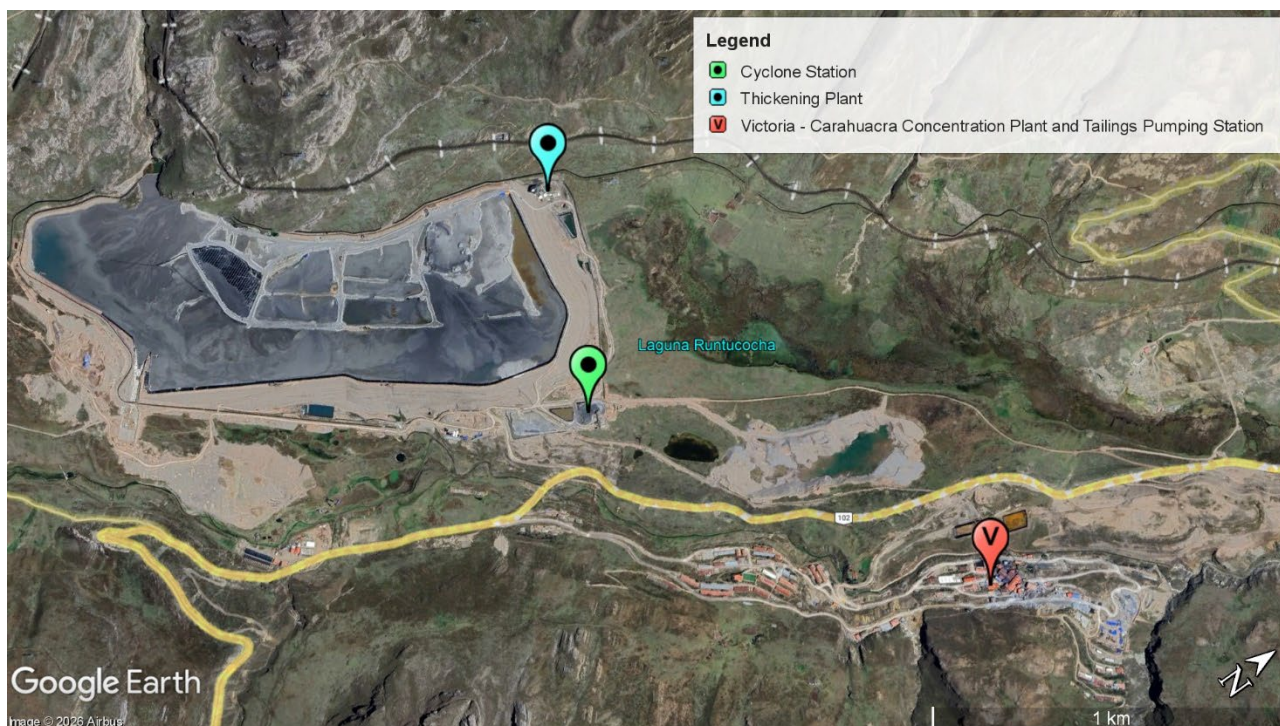 Legend
Cyclone Station
Thickening Plant
V
Victoria - Carahuacra Concentration Plant and Tailings Pumping Station
Laguna Runtucocha
102
V
Google Earth
Image © 2026 Airbus
1 km
N